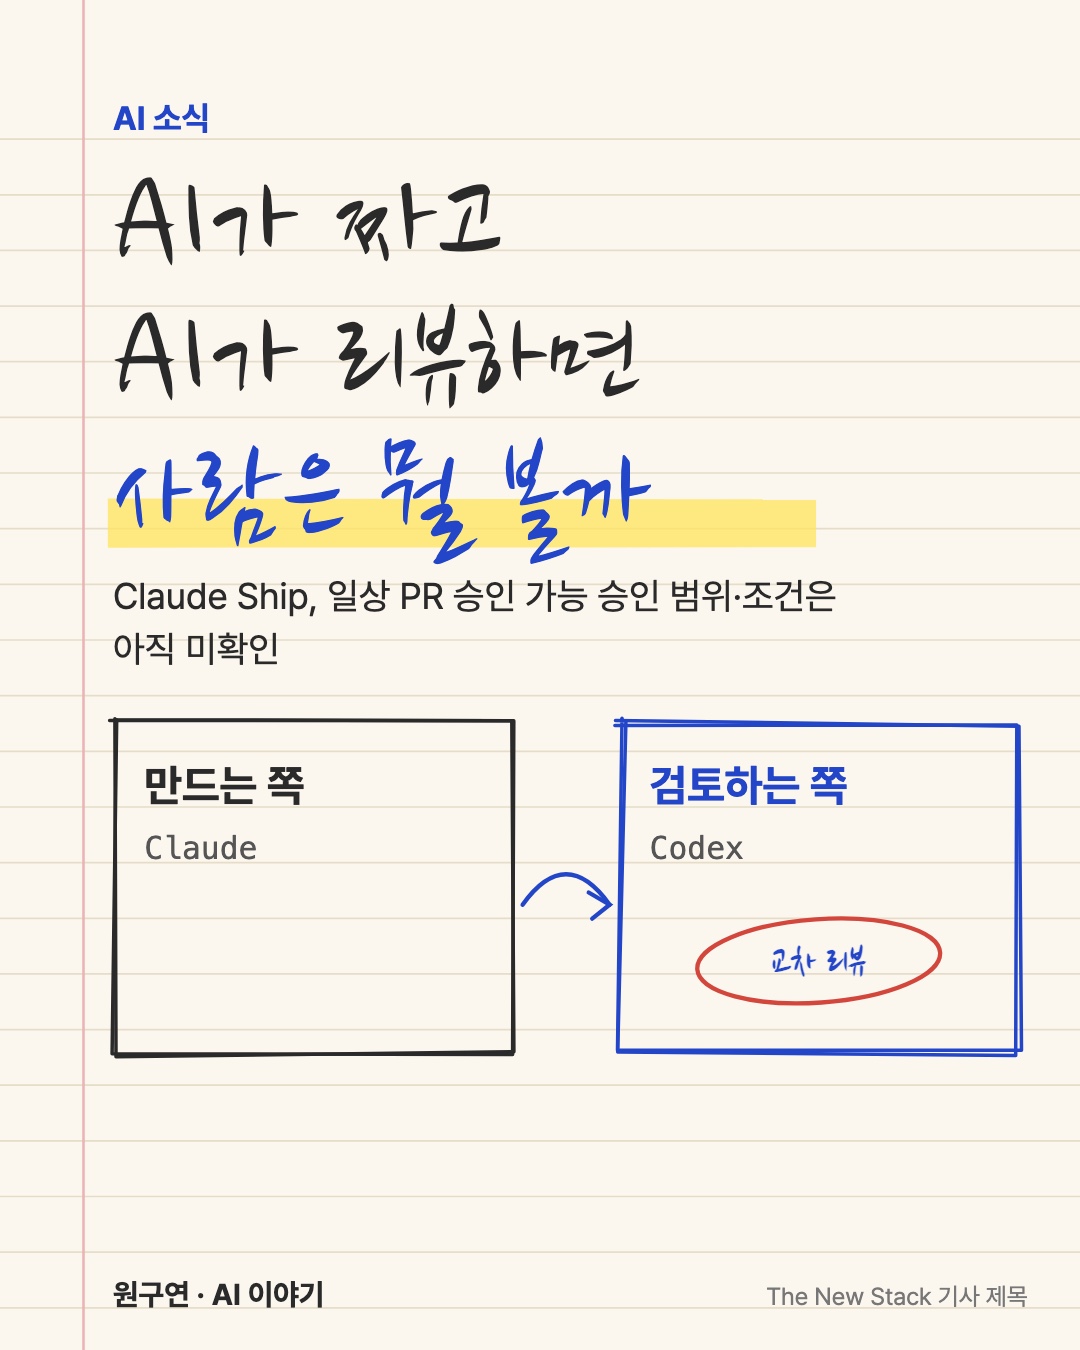 AI 소식
AI가 짜고
AI가 리뷰하면
사람은 뭘 볼까
Claude Ship, 일상 PR 승인 가능 승인 범위·조건은
아직 미확인
만드는 쪽
Claude
검토하는 쪽
Codex
교차 리뷰
원구연 · AI 이야기
The New Stack 기사 제목